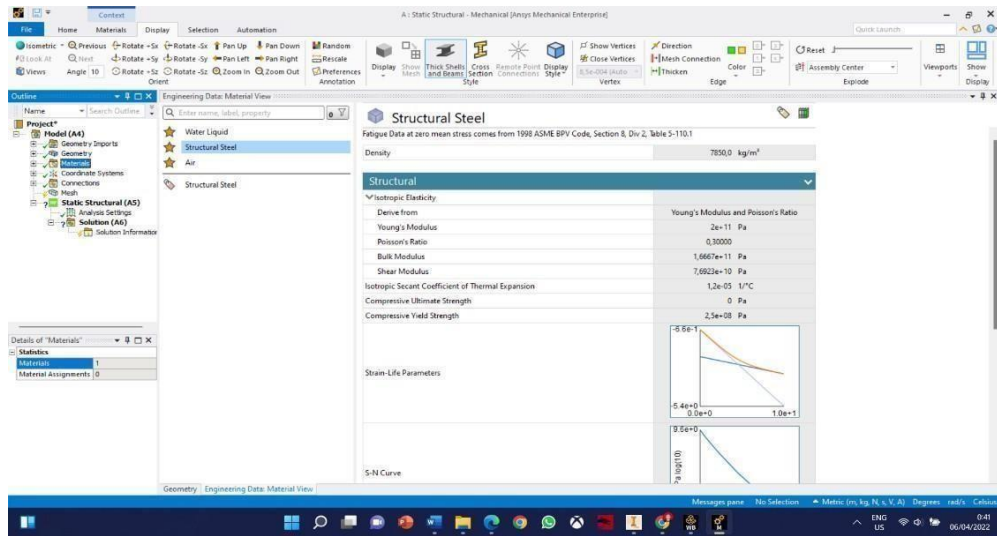 Context
A : Static Structural - Mechanical [Ansys Mechanical Enterprise]
File Home Materials Display Selection Automation
Quick Launch
Isometric Previous Rotate +Sx Rotate -Sx Pan Up Pan Down
Look At Next Rotate +Sy Rotate -Sy Pan Left Pan Right
Views Angle 10 Rotate +Sz Rotate -Sz Zoom In Zoom Out
Orient
Random
Rescale
Preferences
Annotation
Display
Show Mesh
Thick Shells and Beams
Cross Section
Remote Point Connections
Display Style
Style
Show Vertices
Close Vertices
Vertex
Direction
Mesh Connection
Thicken
Color
Edge
Reset
Assembly Center
Explode
Viewports
Show
Display
Outline
Name Search Outline
Project*
Model (A4)
Geometry Imports
Geometry
Materials
Coordinate Systems
Connections
Mesh
Static Structural (A5)
Analysis Settings
Solution (A6)
Solution Information
Details of "Materials"
Statistics
Materials 1
Material Assignments 0
Engineering Data: Material View
Enter name, label, property
0
Water Liquid
Structural Steel
Air
Structural Steel
Structural Steel
Fatigue Data at zero mean stress comes from 1998 ASME BPV Code, Section 8, Div 2, Table 5-110.1
Density 7850,0 kg/m³
Structural
Isotropic Elasticity
Derive from Young's Modulus and Poisson's Ratio
Young's Modulus 2e+11 Pa
Poisson's Ratio 0,30000
Bulk Modulus 1,6667e+11 Pa
Shear Modulus 7,6923e+10 Pa
Isotropic Secant Coefficient of Thermal Expansion 1,2e-05 1/°C
Compressive Ultimate Strength 0 Pa
Compressive Yield Strength 2,5e+08 Pa
Strain-Life Parameters
-6.6e-1
-5.4e+0
0.0e+0 1.0e+1
S-N Curve
9.6e+0
Pa log(10)
Geometry Engineering Data: Material View
Messages pane No Selection Metric (m, kg, N, s, V, A) Degrees rad/s Celsius
ENG
US
0:41
06/04/2022